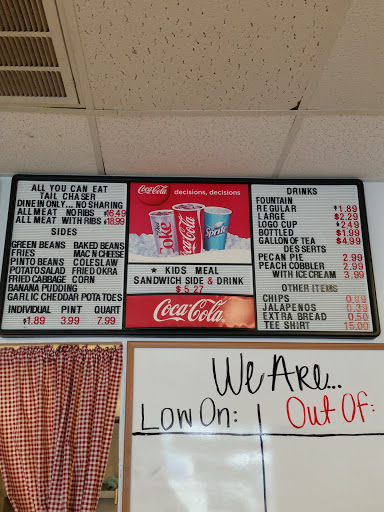 ALL YOU CAN EAT
TAIL CHASER
DINE IN ONLY... NO SHARING
ALL MEAT NO RIBS $16.49
ALL MEAT WITH RIBS $18.99
SIDES
GREEN BEANS BAKED BEANS
FRIES MAC N CHEESE
PINTO BEANS COLESLAW
POTATO SALAD FRIED OKRA
FRIED CABBAGE CORN
BANANA PUDDING
GARLIC CHEDDAR POTATOES
INDIVIDUAL PINT QUART
$1.89 3.99 7.99
Coca-Cola decisions, decisions
Coke
Coca-Cola
Sprite
★ KIDS MEAL
SANDWICH SIDE & DRINK
$ 5 27
Coca-Cola
DRINKS
FOUNTAIN
REGULAR $1.89
LARGE $2.29
LOGO CUP 2.49
BOTTLED $1.99
GALLON OF TEA $4.99
DESSERTS
PECAN PIE 2.99
PEACH COBBLER 2.99
WITH ICE CREAM 3.99
OTHER ITEMS
CHIPS 0.99
JALAPENOS 0.39
EXTRA BREAD 0.50
TEE SHIRT 15.00
We Are...
Low On: Out Of: